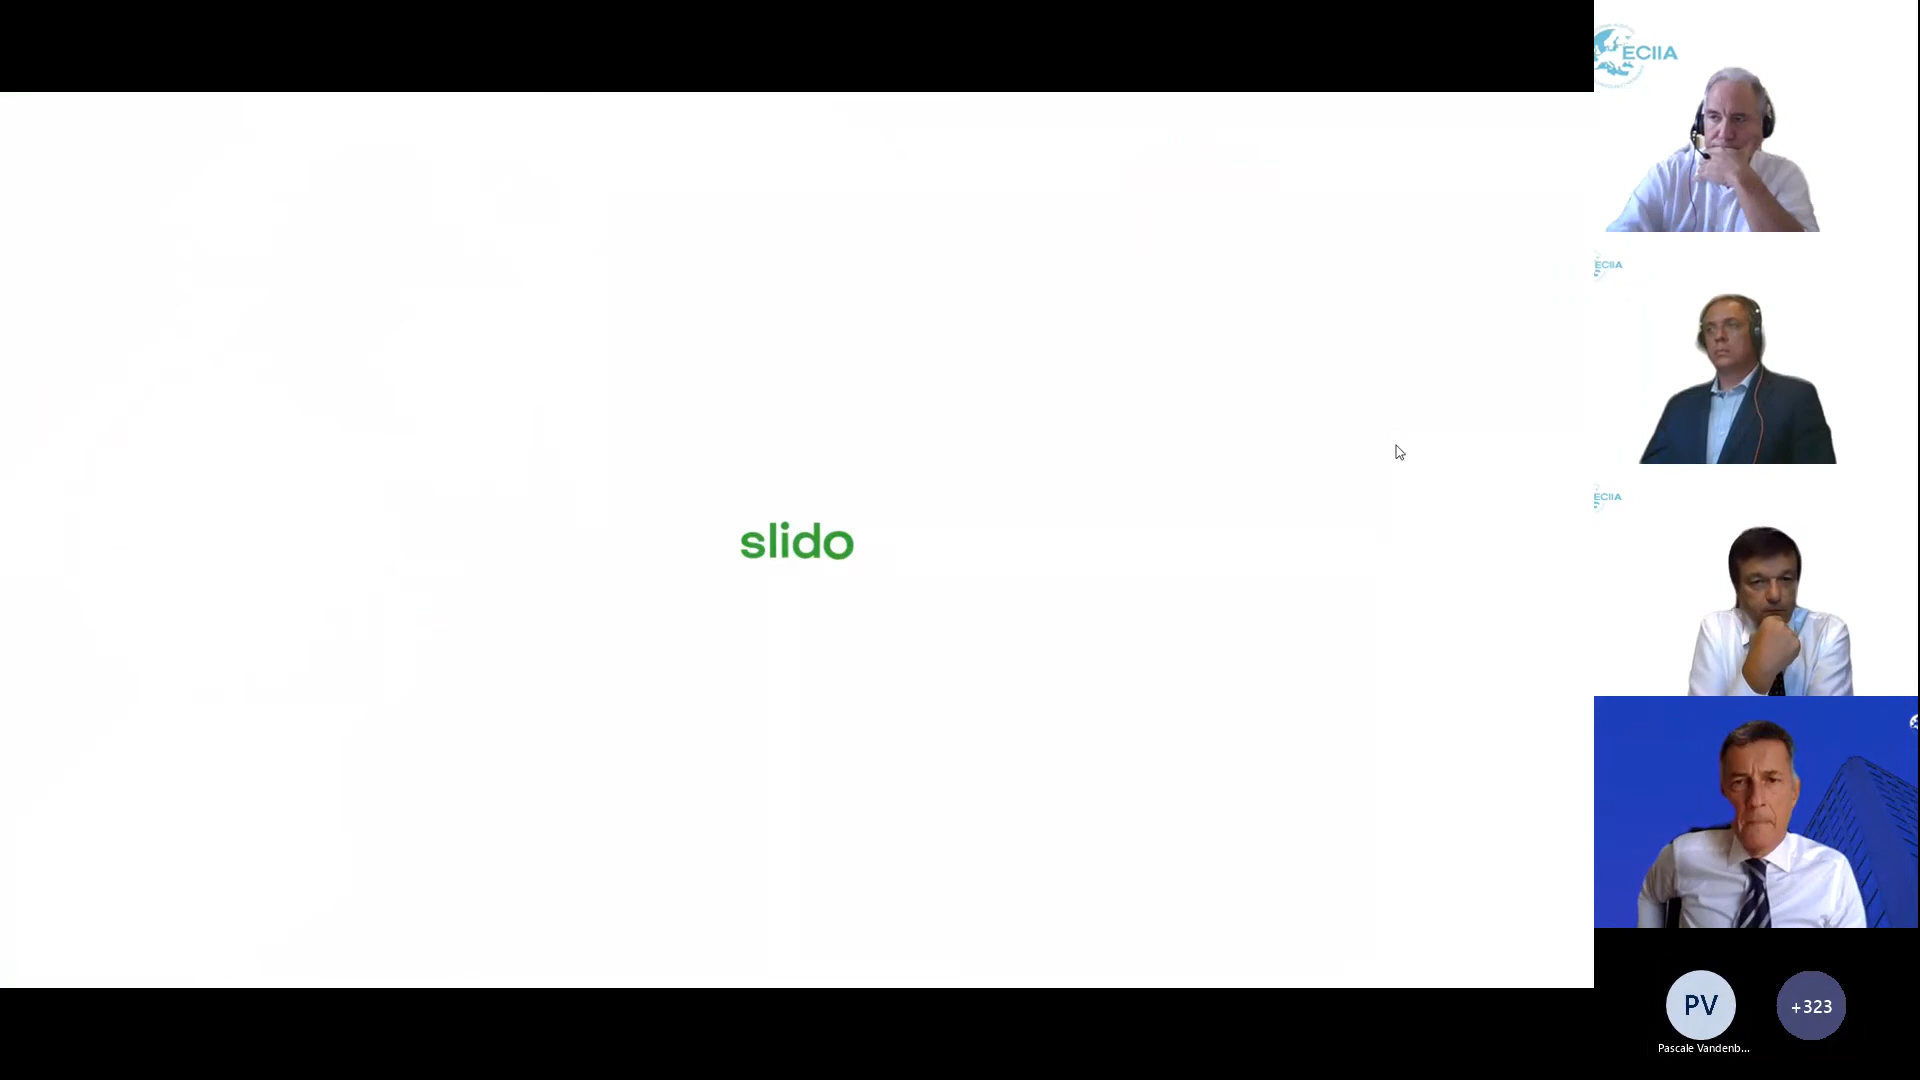 ECIIA
slido
ECIIA
ECIIA
PV
+323
Pascale Vandenb...